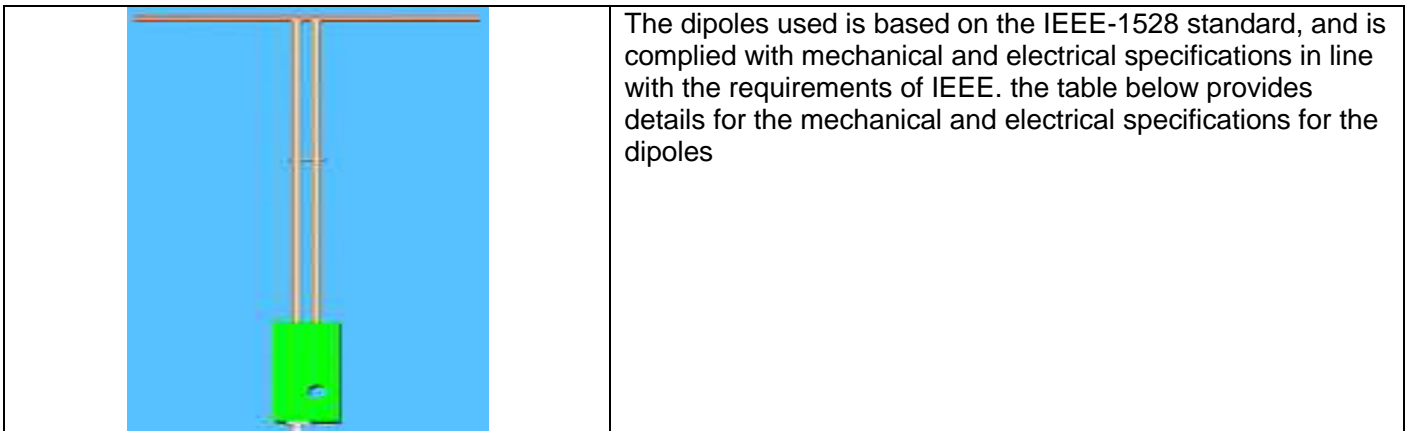 The dipoles used is based on the IEEE-1528 standard, and is
complied with mechanical and electrical specifications in line
with the requirements of IEEE. the table below provides
details for the mechanical and electrical specifications for the
dipoles